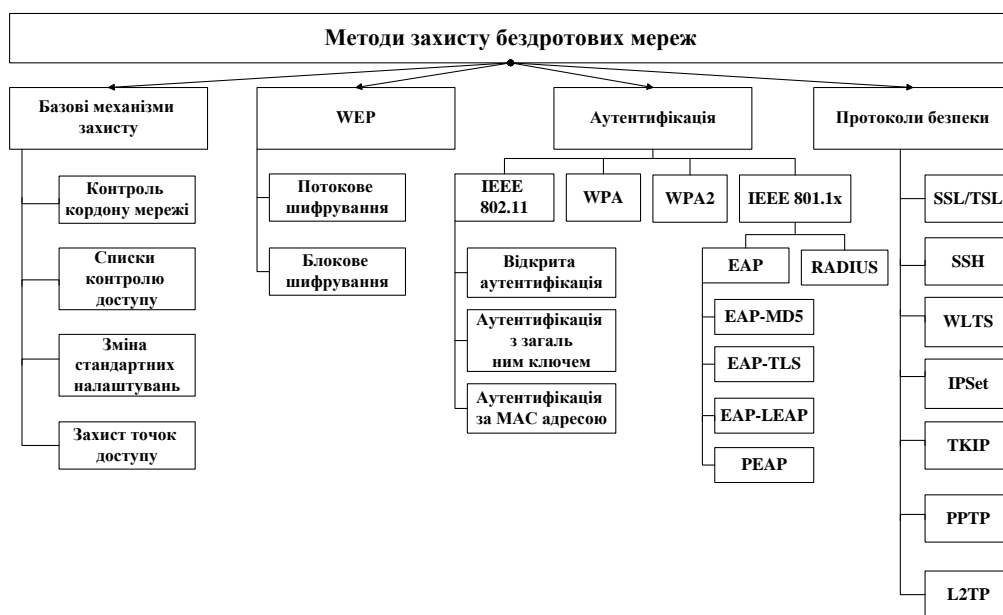 Методи захисту бездротових мереж
Базові механізми
захисту
WEP
Аутентифікація
Протоколи безпеки
Контроль
кордону мережі
Списки
контролю
доступу
Зміна
стандартних
налаштувань
Захист точок
доступу
Потокове
шифрування
Блокове
шифрування
IEEE
802.11
WPA
WPA2
IEEE 801.1x
Відкрита
аутентифікація
Аутентифікація
з загаль
ним ключем
Аутентифікація
за MAC адресою
EAP
RADIUS
EAP-MD5
EAP-TLS
EAP-LEAP
PEAP
SSL/TSL
SSH
WLTS
IPSet
TKIP
PPTP
L2TP